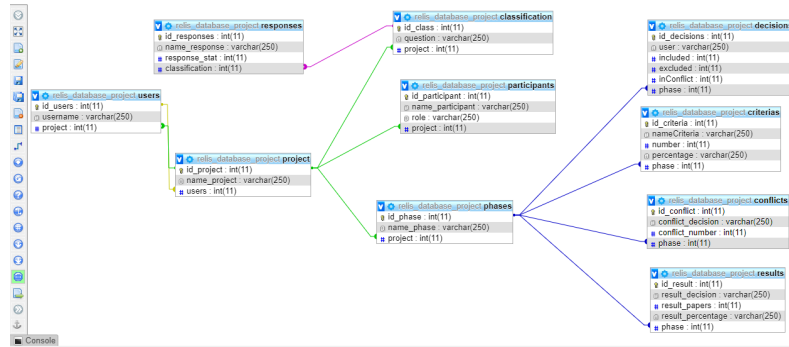 relis_database_project responses
id_responses : int(11)
name_response : varchar(250)
response_stat : int(11)
classification : int(11)
relis_database_project classification
id_class : int(11)
question : varchar(250)
project : int(11)
relis_database_project decision
id_decisions : int(11)
user : varchar(250)
included : int(11)
excluded : int(11)
inConflict : int(11)
phase : int(11)
relis_database_project users
id_users : int(11)
username : varchar(250)
project : int(11)
relis_database_project participants
id_participant : int(11)
name_participant : varchar(250)
role : varchar(250)
project : int(11)
relis_database_project criterias
id_criteria : int(11)
nameCriteria : varchar(250)
number : int(11)
percentage : varchar(250)
phase : int(11)
relis_database_project project
id_project : int(11)
name_project : varchar(250)
users : int(11)
relis_database_project phases
id_phase : int(11)
name_phase : varchar(250)
project : int(11)
relis_database_project conflicts
id_conflict : int(11)
conflict_decision : varchar(250)
conflict_number : int(11)
phase : int(11)
relis_database_project results
id_result : int(11)
result_decision : varchar(250)
result_papers : int(11)
result_percentage : varchar(250)
phase : int(11)
Console